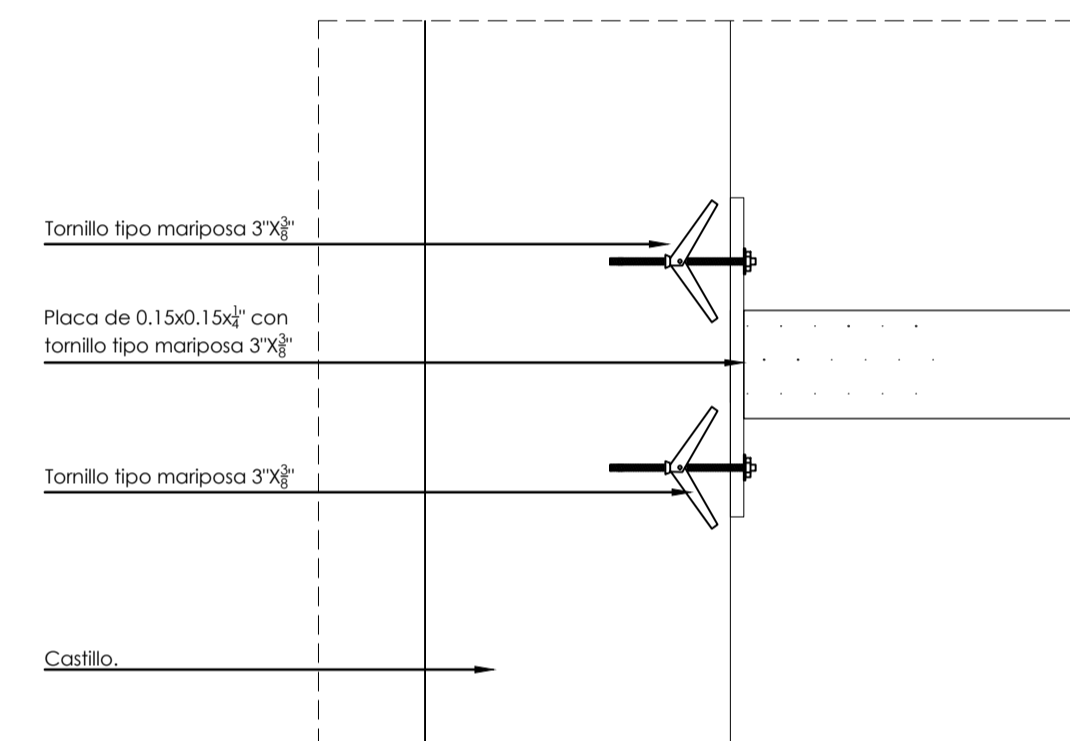 Tornillo tipo mariposa 3"X3/8"
Placa de 0.15x0.15x1/4" con
tornillo tipo mariposa 3"X3/8"
Tornillo tipo mariposa 3"X3/8"
Castillo.